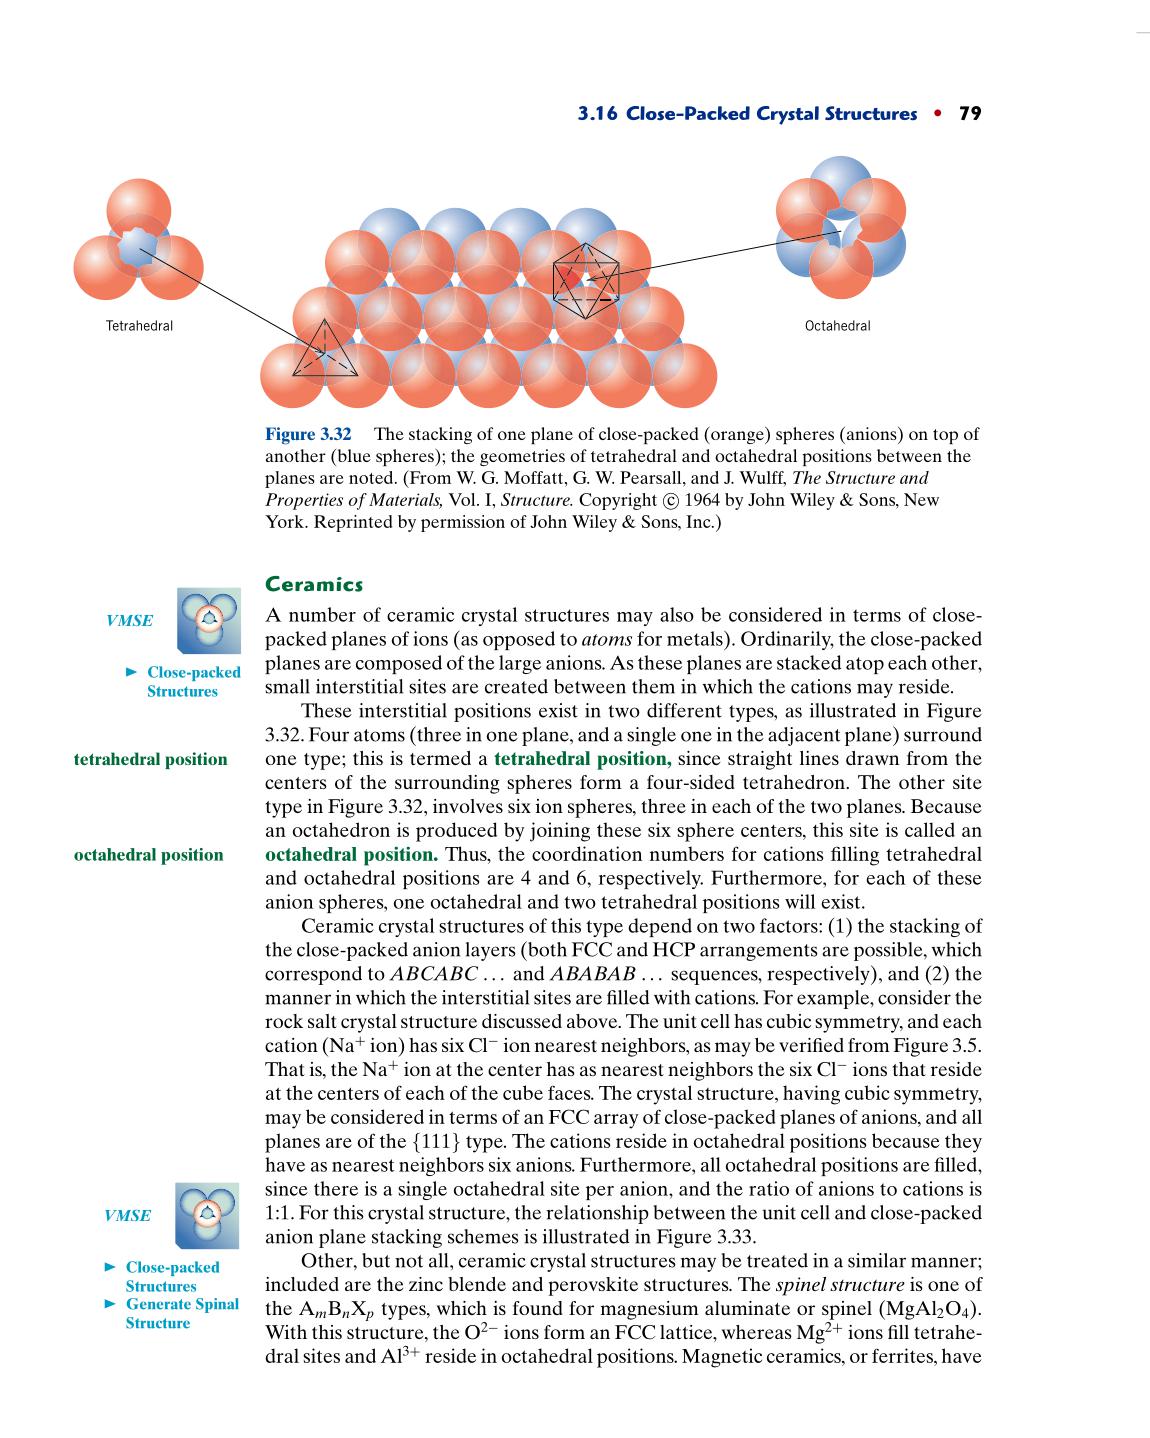 3.16 Close-Packed Crystal Structures • 79
Tetrahedral
Octahedral
Figure 3.32 The stacking of one plane of close-packed (orange) spheres (anions) on top of
another (blue spheres); the geometries of tetrahedral and octahedral positions between the
planes are noted. (From W. G. Moffatt, G. W. Pearsall, and J. Wulff, The Structure and
Properties of Materials, Vol. I, Structure. Copyright © 1964 by John Wiley & Sons, New
York. Reprinted by permission of John Wiley & Sons, Inc.)
Ceramics
VMSE
► Close-packed
Structures
A number of ceramic crystal structures may also be considered in terms of close-
packed planes of ions (as opposed to atoms for metals). Ordinarily, the close-packed
planes are composed of the large anions. As these planes are stacked atop each other,
small interstitial sites are created between them in which the cations may reside.
These interstitial positions exist in two different types, as illustrated in Figure
3.32. Four atoms (three in one plane, and a single one in the adjacent plane) surround
tetrahedral position
one type; this is termed a tetrahedral position, since straight lines drawn from the
centers of the surrounding spheres form a four-sided tetrahedron. The other site
type in Figure 3.32, involves six ion spheres, three in each of the two planes. Because
an octahedron is produced by joining these six sphere centers, this site is called an
octahedral position
octahedral position. Thus, the coordination numbers for cations filling tetrahedral
and octahedral positions are 4 and 6, respectively. Furthermore, for each of these
anion spheres, one octahedral and two tetrahedral positions will exist.
Ceramic crystal structures of this type depend on two factors: (1) the stacking of
the close-packed anion layers (both FCC and HCP arrangements are possible, which
correspond to ABCABC ... and ABABAB ... sequences, respectively), and (2) the
manner in which the interstitial sites are filled with cations. For example, consider the
rock salt crystal structure discussed above. The unit cell has cubic symmetry, and each
cation (Na⁺ ion) has six Cl⁻ ion nearest neighbors, as may be verified from Figure 3.5.
That is, the Na⁺ ion at the center has as nearest neighbors the six Cl⁻ ions that reside
at the centers of each of the cube faces. The crystal structure, having cubic symmetry,
may be considered in terms of an FCC array of close-packed planes of anions, and all
planes are of the {111} type. The cations reside in octahedral positions because they
have as nearest neighbors six anions. Furthermore, all octahedral positions are filled,
since there is a single octahedral site per anion, and the ratio of anions to cations is
1:1. For this crystal structure, the relationship between the unit cell and close-packed
anion plane stacking schemes is illustrated in Figure 3.33.
VMSE
► Close-packed
Structures
► Generate Spinal
Structure
Other, but not all, ceramic crystal structures may be treated in a similar manner;
included are the zinc blende and perovskite structures. The spinel structure is one of
the AₘBₙXₚ types, which is found for magnesium aluminate or spinel (MgAl₂O₄).
With this structure, the O²⁻ ions form an FCC lattice, whereas Mg²⁺ ions fill tetrahe-
dral sites and Al³⁺ reside in octahedral positions. Magnetic ceramics, or ferrites, have